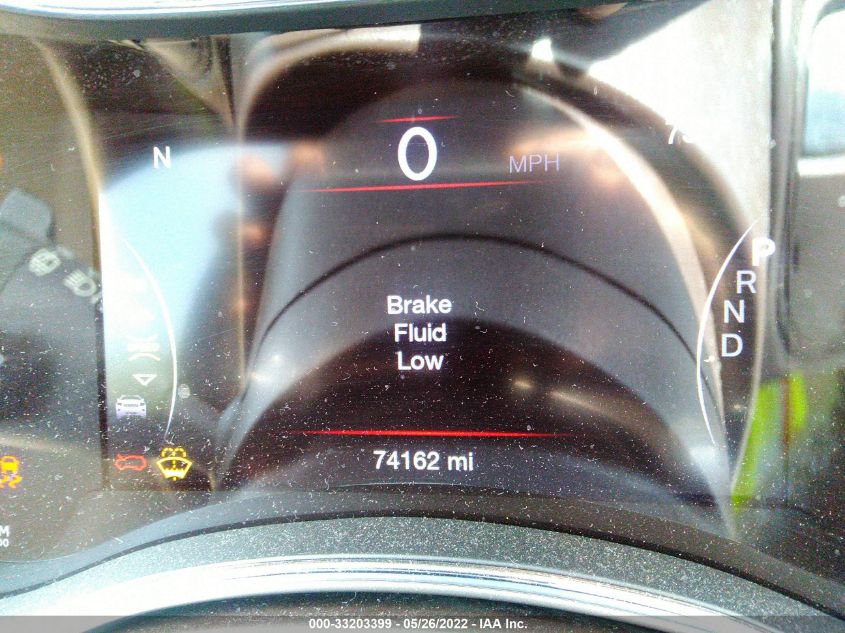 0
MPH
N
P
R
N
D
Brake
Fluid
Low
74162 mi
000-33203399 - 05/26/2022 - IAA Inc.